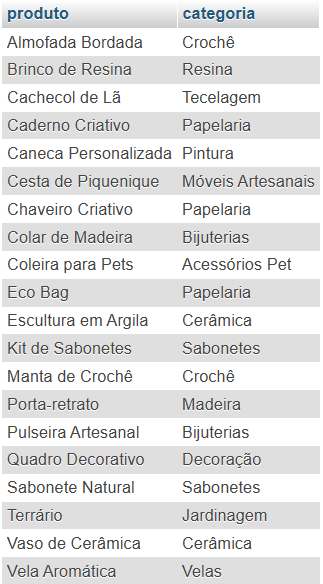 produto categoria
Almofada Bordada Crochê
Brinco de Resina Resina
Cachecol de Lã Tecelagem
Caderno Criativo Papelaria
Caneca Personalizada Pintura
Cesta de Piquenique Móveis Artesanais
Chaveiro Criativo Papelaria
Colar de Madeira Bijuterias
Coleira para Pets Acessórios Pet
Eco Bag Papelaria
Escultura em Argila Cerâmica
Kit de Sabonetes Sabonetes
Manta de Crochê Crochê
Porta-retrato Madeira
Pulseira Artesanal Bijuterias
Quadro Decorativo Decoração
Sabonete Natural Sabonetes
Terrário Jardinagem
Vaso de Cerâmica Cerâmica
Vela Aromática Velas